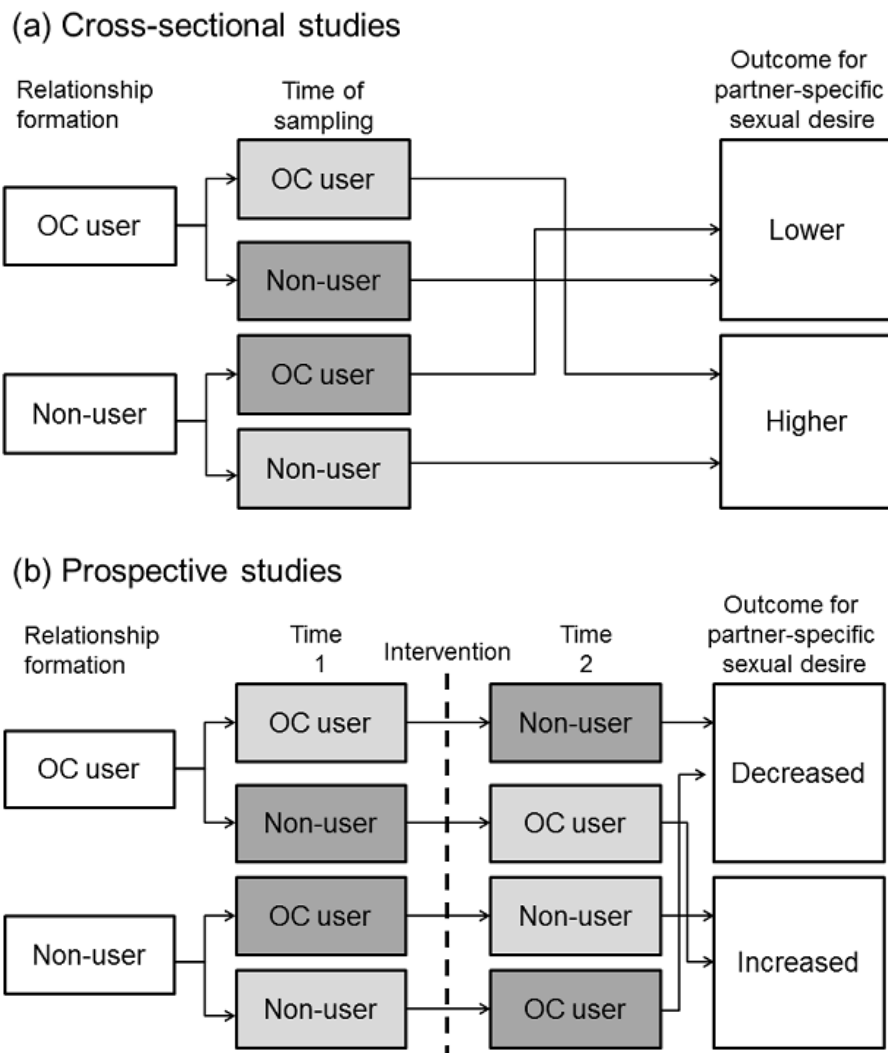 (a) Cross-sectional studies
Relationship
formation
Time of
sampling
Outcome for
partner-specific
sexual desire
OC user
OC user
Non-user
Lower
Non-user
OC user
Non-user
Higher
(b) Prospective studies
Relationship
formation
Time
1
Intervention
Time
2
Outcome for
partner-specific
sexual desire
OC user
OC user
Non-user
Decreased
Non-user
OC user
Non-user
OC user
Non-user
Increased
Non-user
OC user